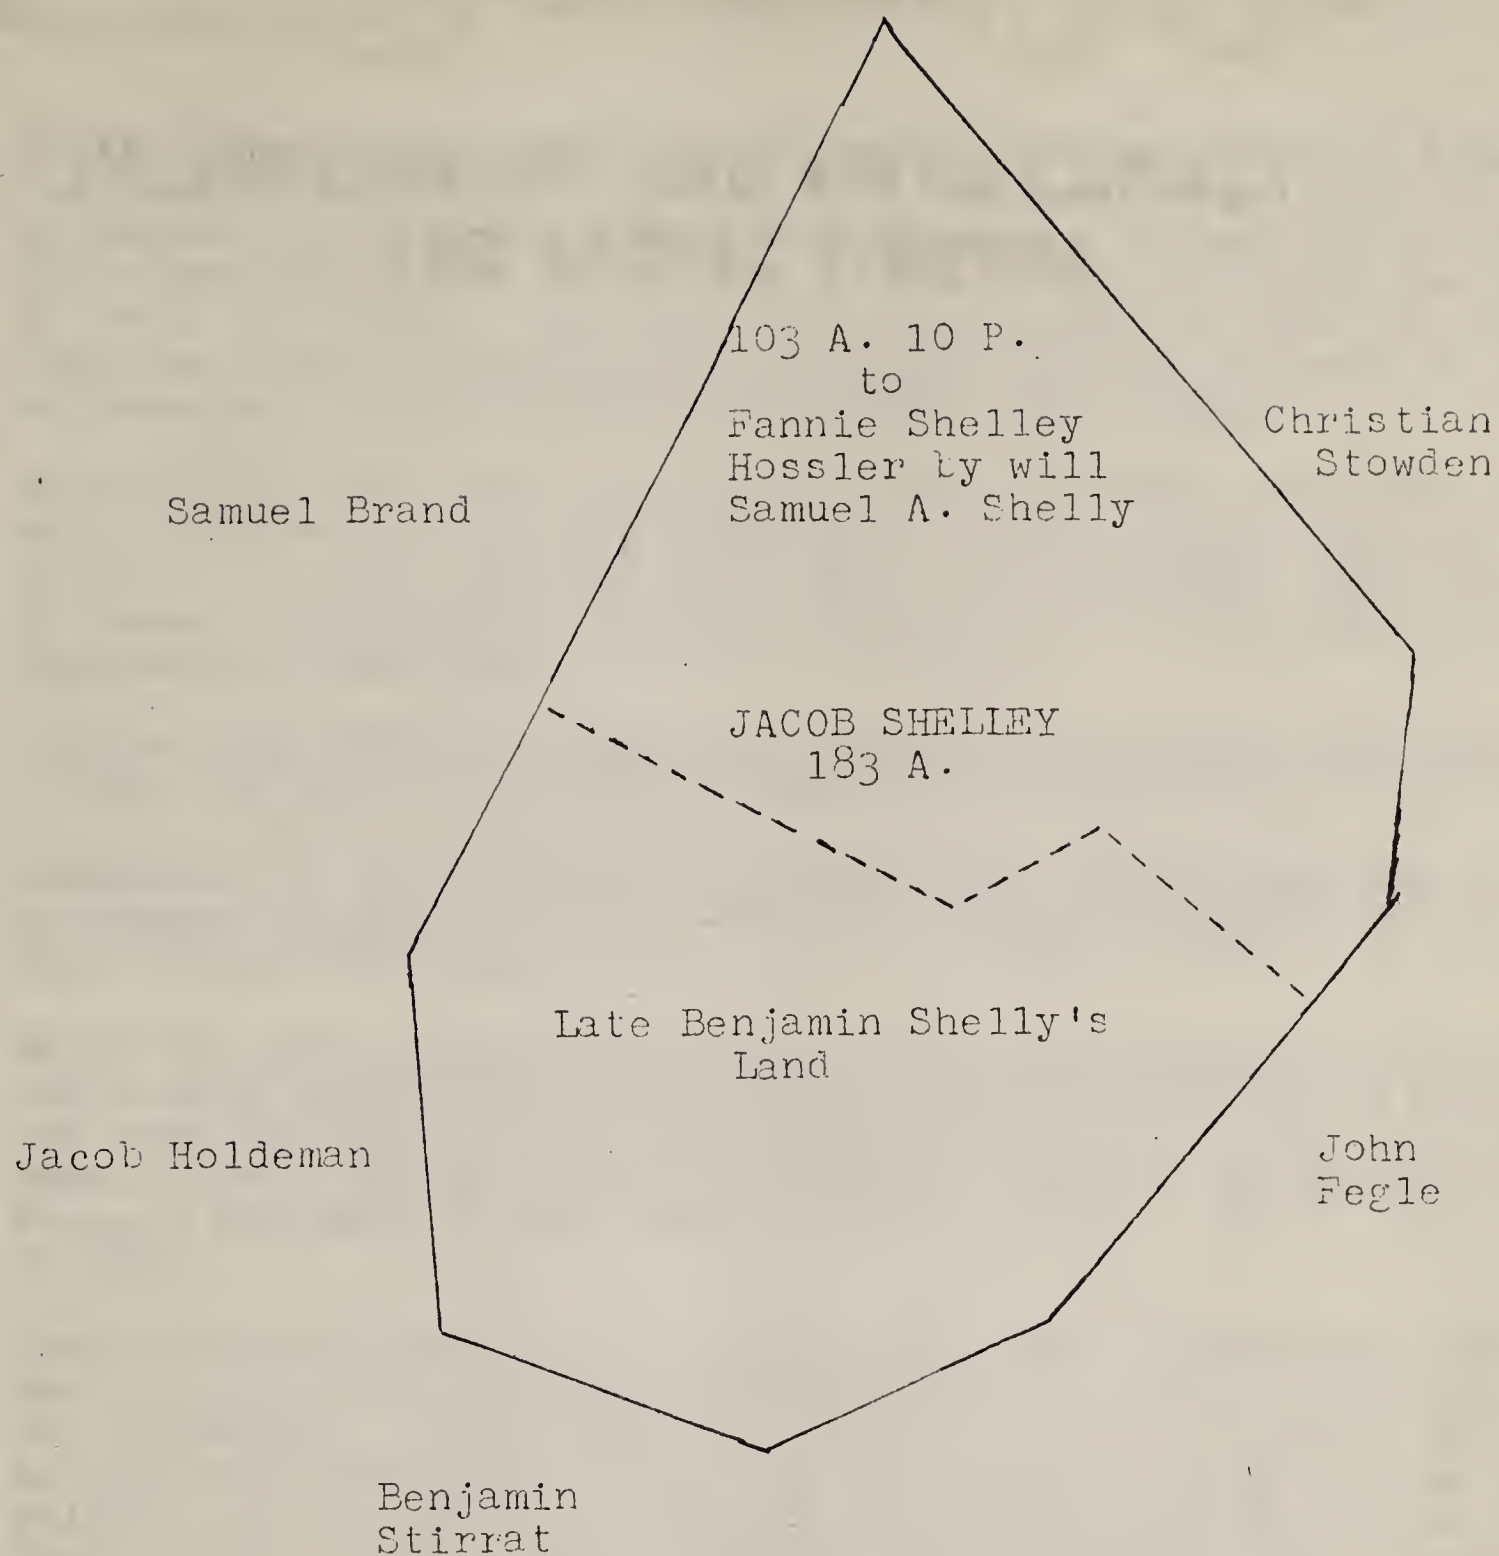 103 A. 10 P.
to
Fannie Shelley
Hossler by will
Samuel A. Shelly
Christian
Stowden
Samuel Brand
JACOB SHELLEY
183 A.
Late Benjamin Shelly's
Land
Jacob Holdeman
John
Fegle
Benjamin
Stirrat